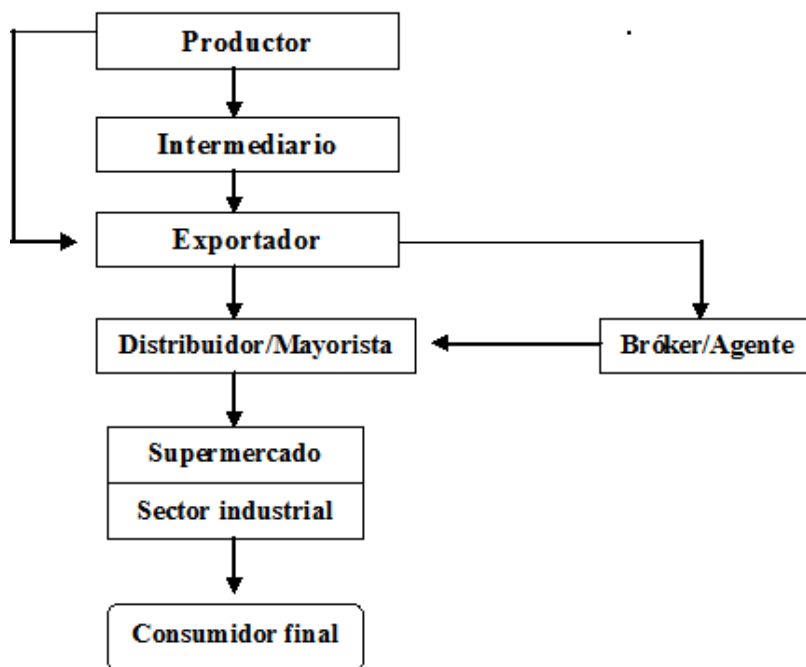 Productor
Intermediario
Exportador
Distribuidor/Mayorista
Bróker/Agente
Supermercado
Sector industrial
Consumidor final